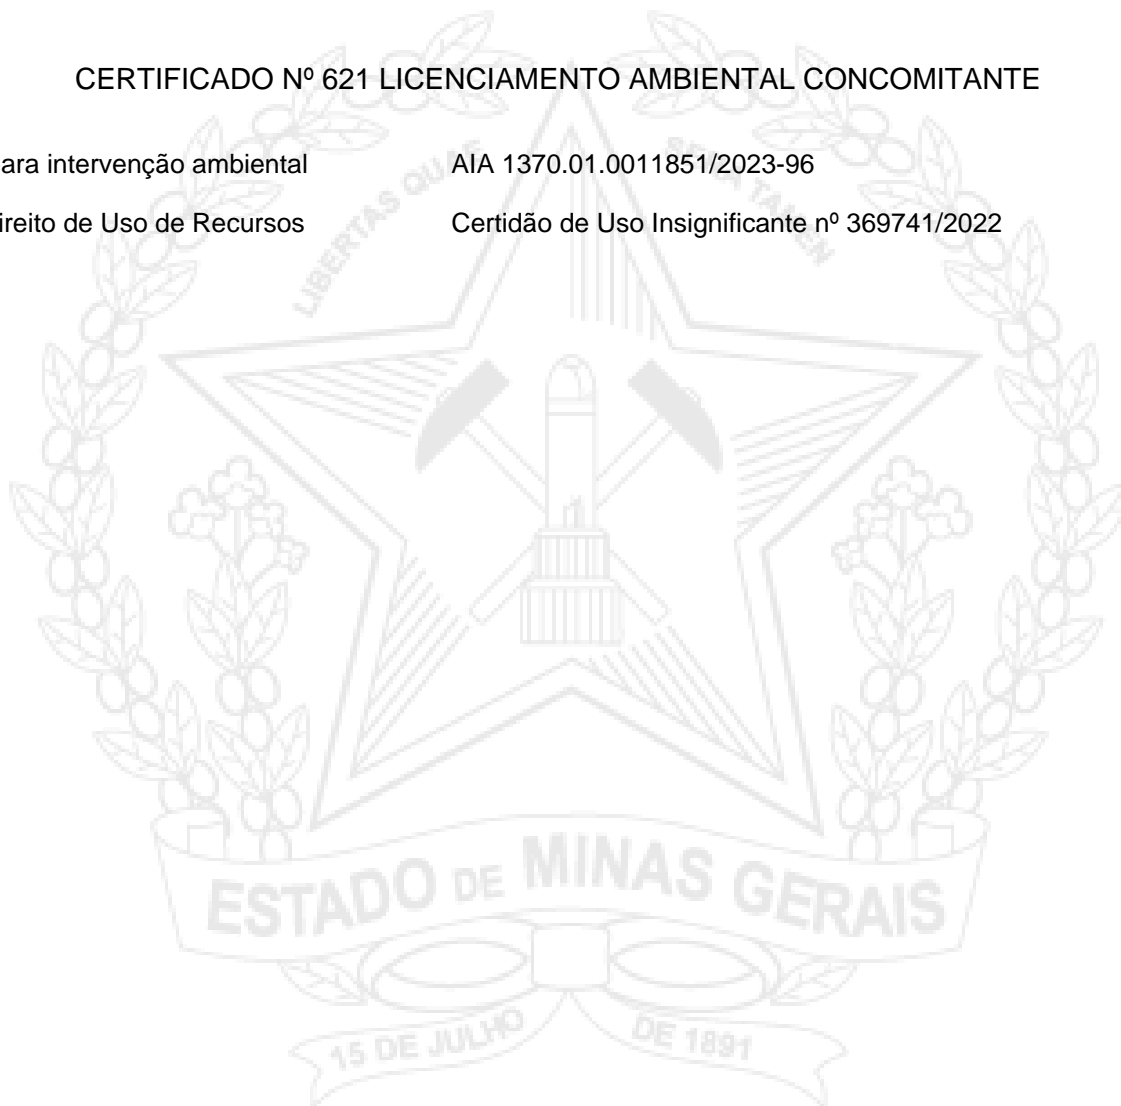 CERTIFICADO Nº 621 LICENCIAMENTO AMBIENTAL CONCOMITANTE
ara intervenção ambiental AIA 1370.01.0011851/2023-96
ireito de Uso de Recursos Certidão de Uso Insignificante nº 369741/2022
LIBERTAS QUAE SERA TAMEN
ESTADO DE MINAS GERAIS
15 DE JULHO DE 1891